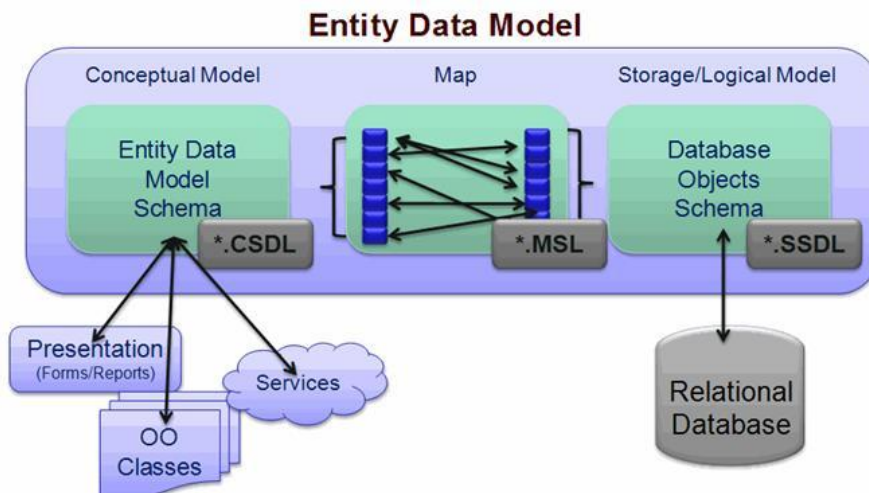 Entity Data Model
Conceptual Model
Map
Storage/Logical Model
Entity Data
Model
Schema
*.CSDL
*.MSL
Database
Objects
Schema
*.SSDL
Presentation
(Forms/Reports)
Services
OO
Classes
Relational
Database